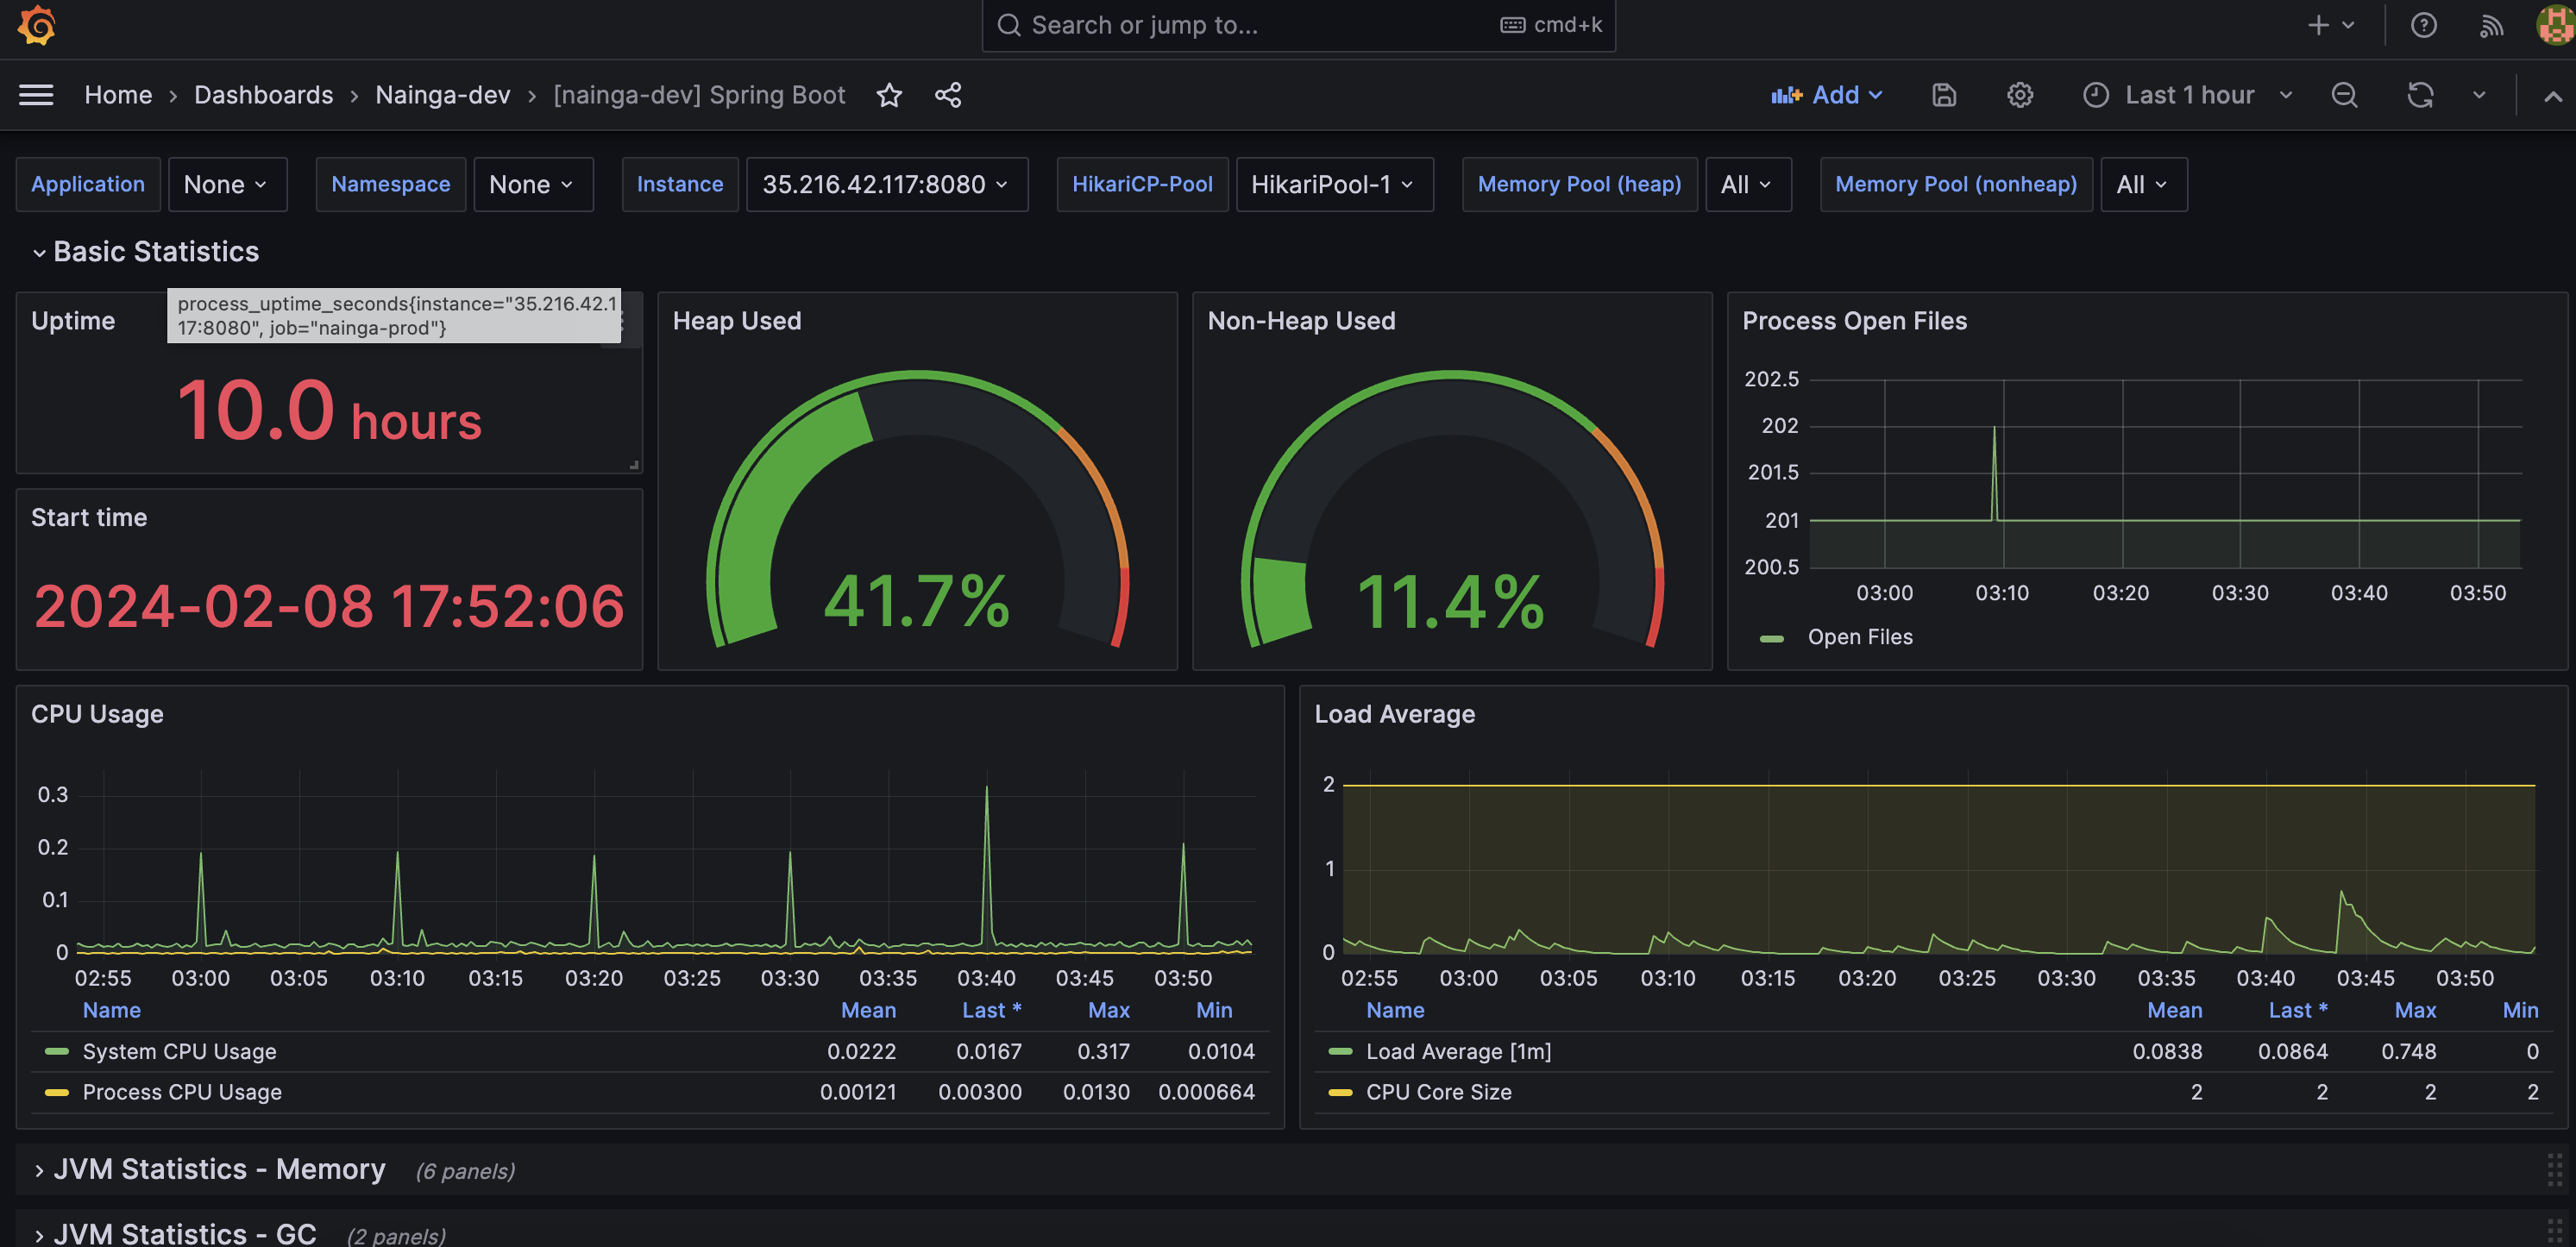 Search or jump to... cmd+k
Home › Dashboards › Nainga-dev › [nainga-dev] Spring Boot
Add
Last 1 hour
Application None Namespace None Instance 35.216.42.117:8080 HikariCP-Pool HikariPool-1 Memory Pool (heap) All Memory Pool (nonheap) All
Basic Statistics
Uptime
process_uptime_seconds{instance="35.216.42.1
17:8080", job="nainga-prod"}
10.0 hours
Start time
2024-02-08 17:52:06
Heap Used
41.7%
Non-Heap Used
11.4%
Process Open Files
202.5
202
201.5
201
200.5
03:00 03:10 03:20 03:30 03:40 03:50
Open Files
CPU Usage
0.3
0.2
0.1
0
02:55 03:00 03:05 03:10 03:15 03:20 03:25 03:30 03:35 03:40 03:45 03:50
Name Mean Last * Max Min
System CPU Usage 0.0222 0.0167 0.317 0.0104
Process CPU Usage 0.00121 0.00300 0.0130 0.000664
Load Average
2
1
0
02:55 03:00 03:05 03:10 03:15 03:20 03:25 03:30 03:35 03:40 03:45 03:50
Name Mean Last * Max Min
Load Average [1m] 0.0838 0.0864 0.748 0
CPU Core Size 2 2 2 2
JVM Statistics - Memory (6 panels)
JVM Statistics - GC (2 panels)